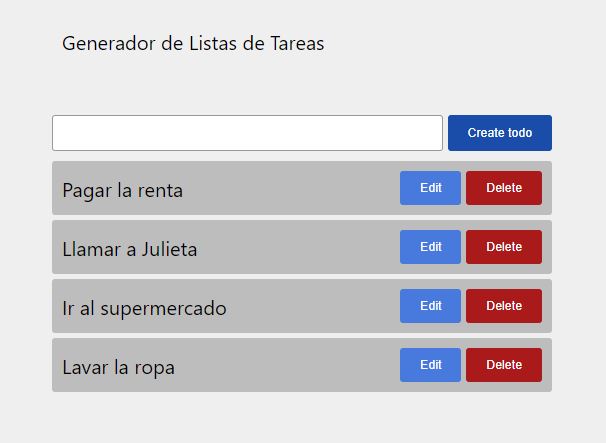 Generador de Listas de Tareas
Create todo
Pagar la renta Edit Delete
Llamar a Julieta Edit Delete
Ir al supermercado Edit Delete
Lavar la ropa Edit Delete